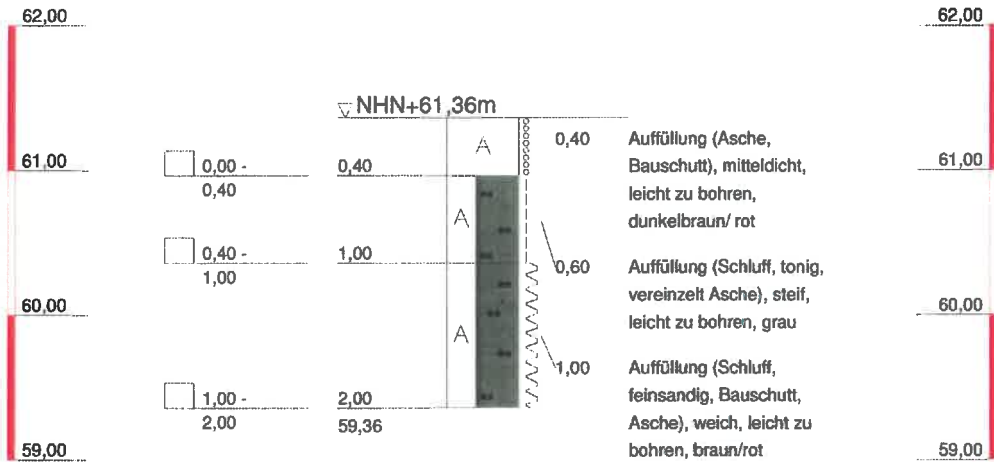 62,00
62,00
▽ NHN+61,36m
A
0,40
Auffüllung (Asche,
Bauschutt), mitteldicht,
leicht zu bohren,
dunkelbraun/ rot
61,00
0,00 -
0,40
0,40
61,00
A
0,40 -
1,00
1,00
0,60
Auffüllung (Schluff, tonig,
vereinzelt Asche), steif,
leicht zu bohren, grau
60,00
60,00
A
1,00
Auffüllung (Schluff,
feinsandig, Bauschutt,
Asche), weich, leicht zu
bohren, braun/rot
1,00 -
2,00
2,00
59,36
59,00
59,00